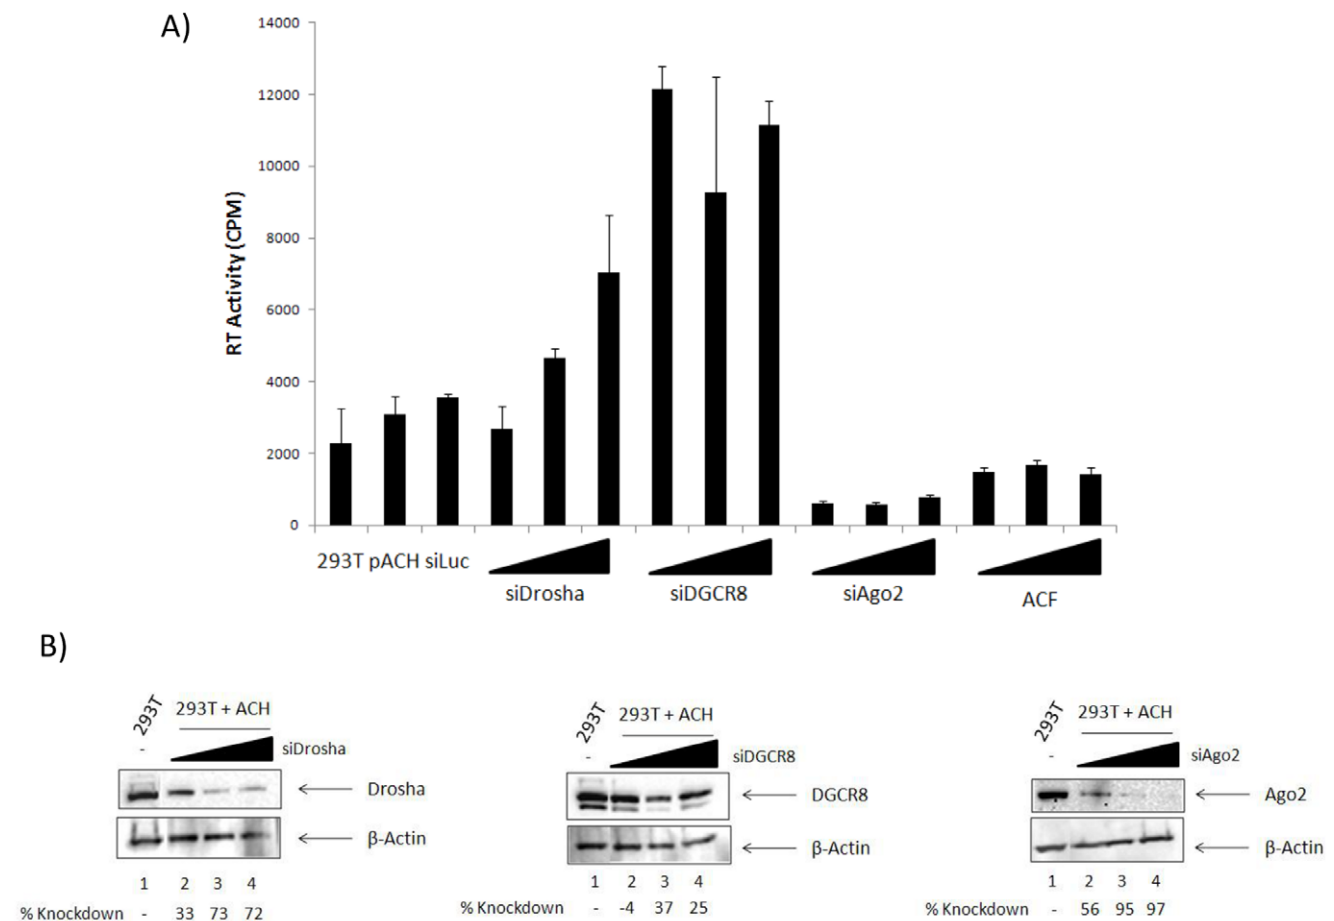 A)
14000
12000
10000
8000
6000
4000
2000
0
RT Activity (CPM)
293T pACH siLuc
siDrosha
siDGCR8
siAgo2
ACF
B)
293T
293T + ACH
-
siDrosha
Drosha
β-Actin
1 2 3 4
% Knockdown - 33 73 72
293T
293T + ACH
-
siDGCR8
DGCR8
β-Actin
1 2 3 4
% Knockdown - -4 37 25
293T
293T + ACH
-
siAgo2
Ago2
β-Actin
1 2 3 4
% Knockdown - 56 95 97